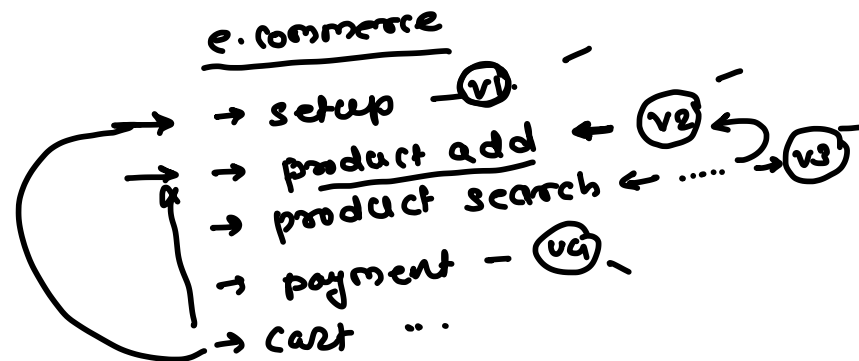 e.commerce
→ setup - v1.
→ product add ← v2
→ product search ← ..... → v3
→ payment - v4
→ cart ...